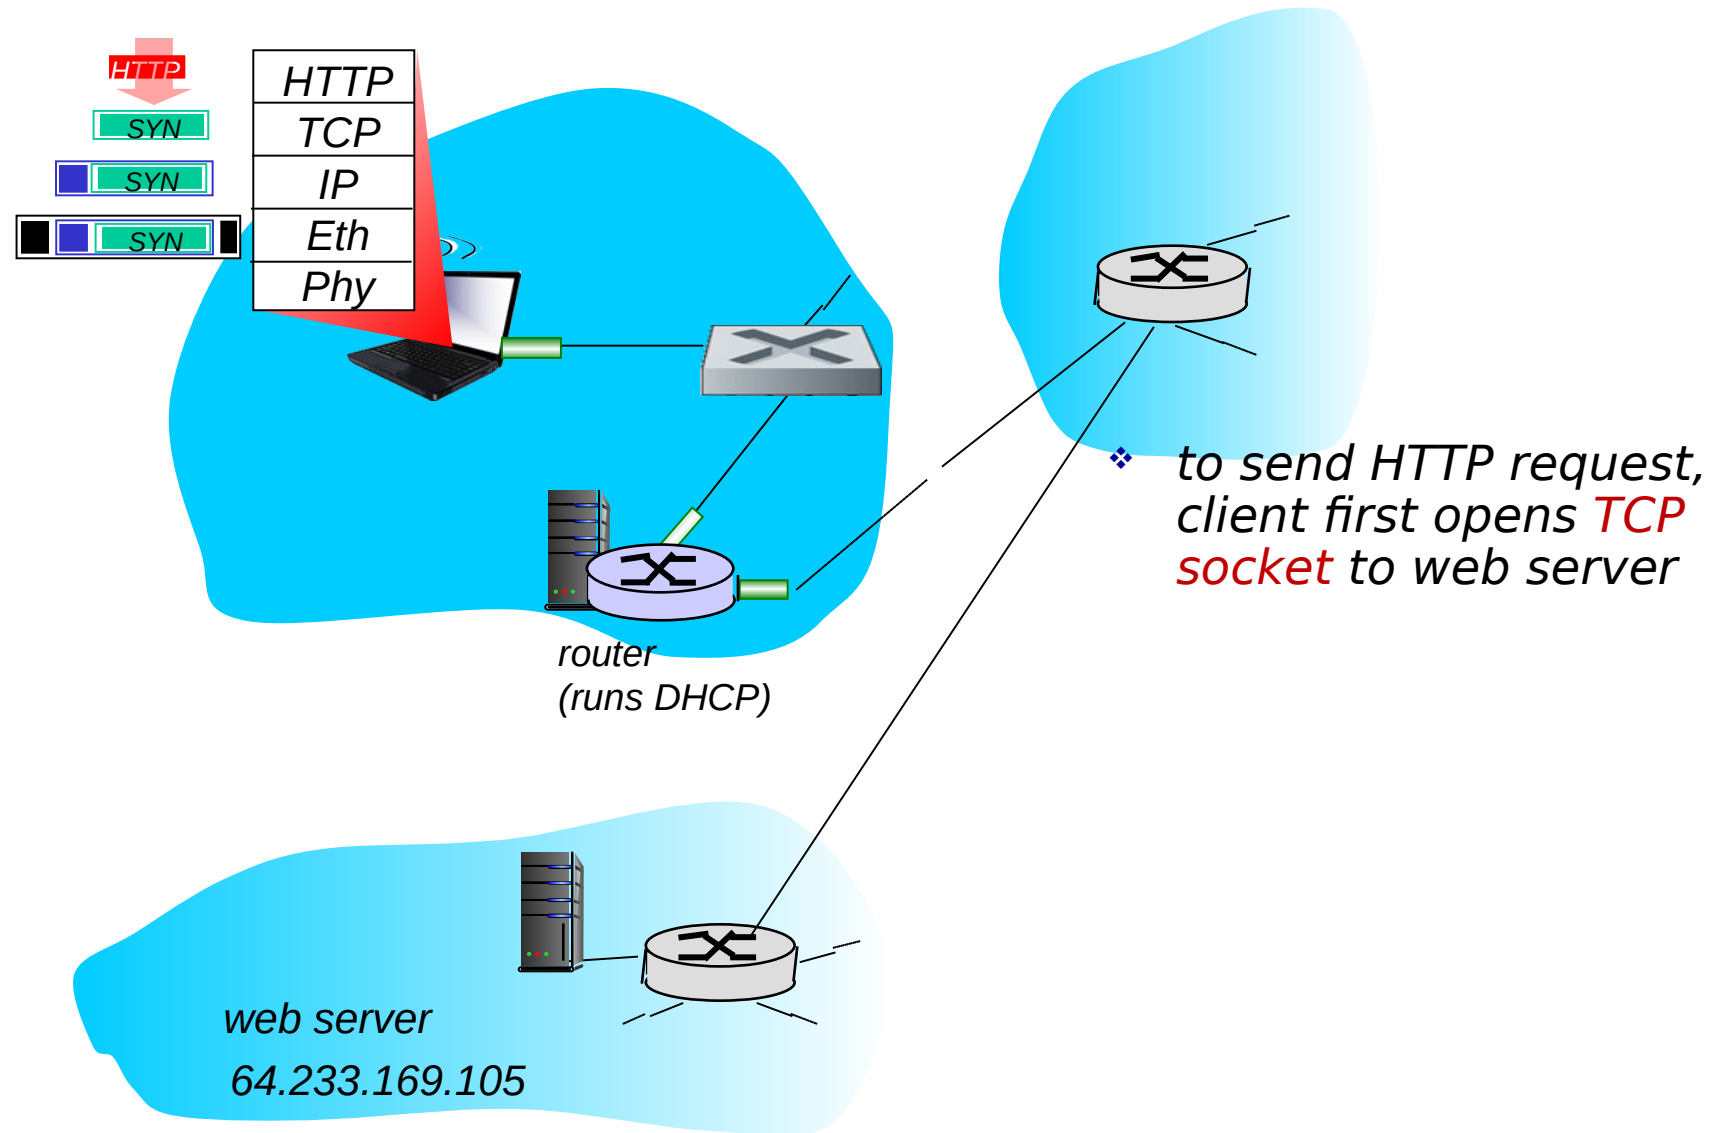 HTTP
SYN
SYN
SYN
HTTP
TCP
IP
Eth
Phy
router
(runs DHCP)
to send HTTP request,
client first opens TCP
socket to web server
web server
64.233.169.105